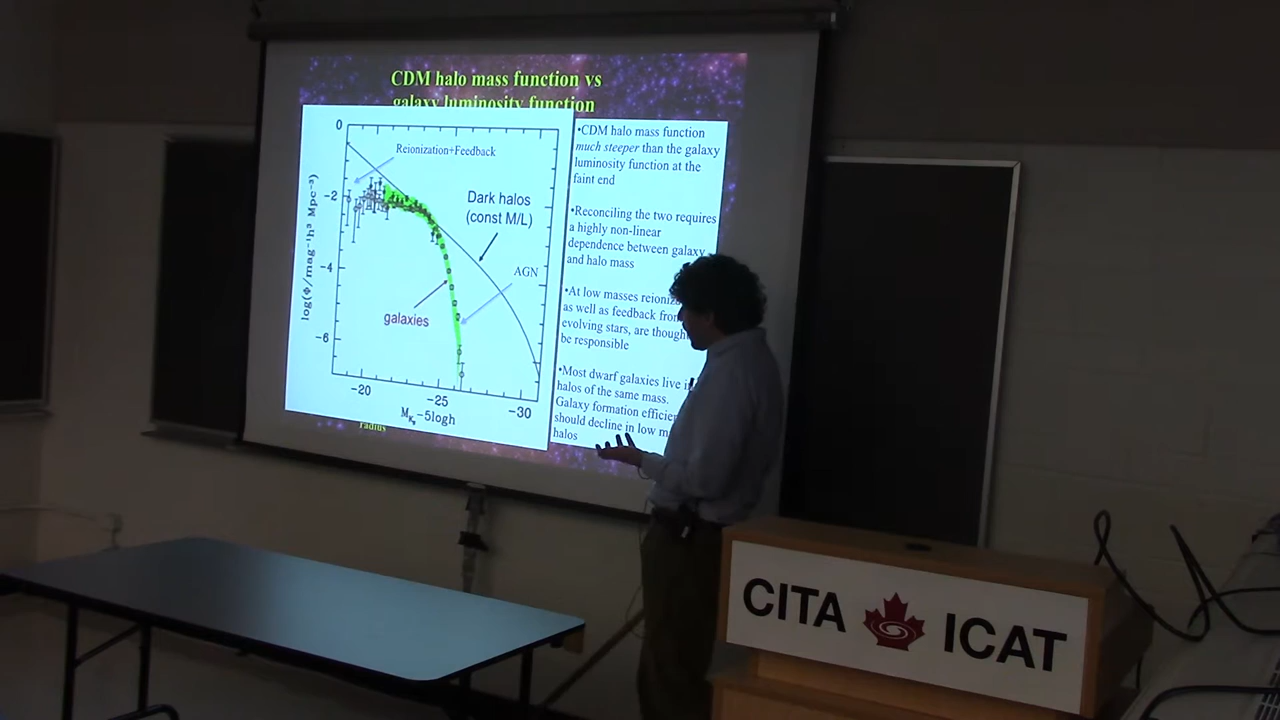 CDM halo mass function vs
galaxy luminosity function
0
-2
-4
-6
log(Φ/mag⁻¹h³ Mpc⁻³)
Reionization+Feedback
Dark halos
(const M/L)
AGN
galaxies
-20
-25
-30
M_Ks-5logh
radius
•CDM halo mass function
much steeper than the galaxy
luminosity function at the
faint end
•Reconciling the two requires
a highly non-linear
dependence between galaxy
and halo mass
•At low masses
as well as feedback
evolving stars, are
be responsible
•Most dwarf galaxies live
halos of the same mass.
Galaxy formation
should decline in low
halos
CITA ICAT